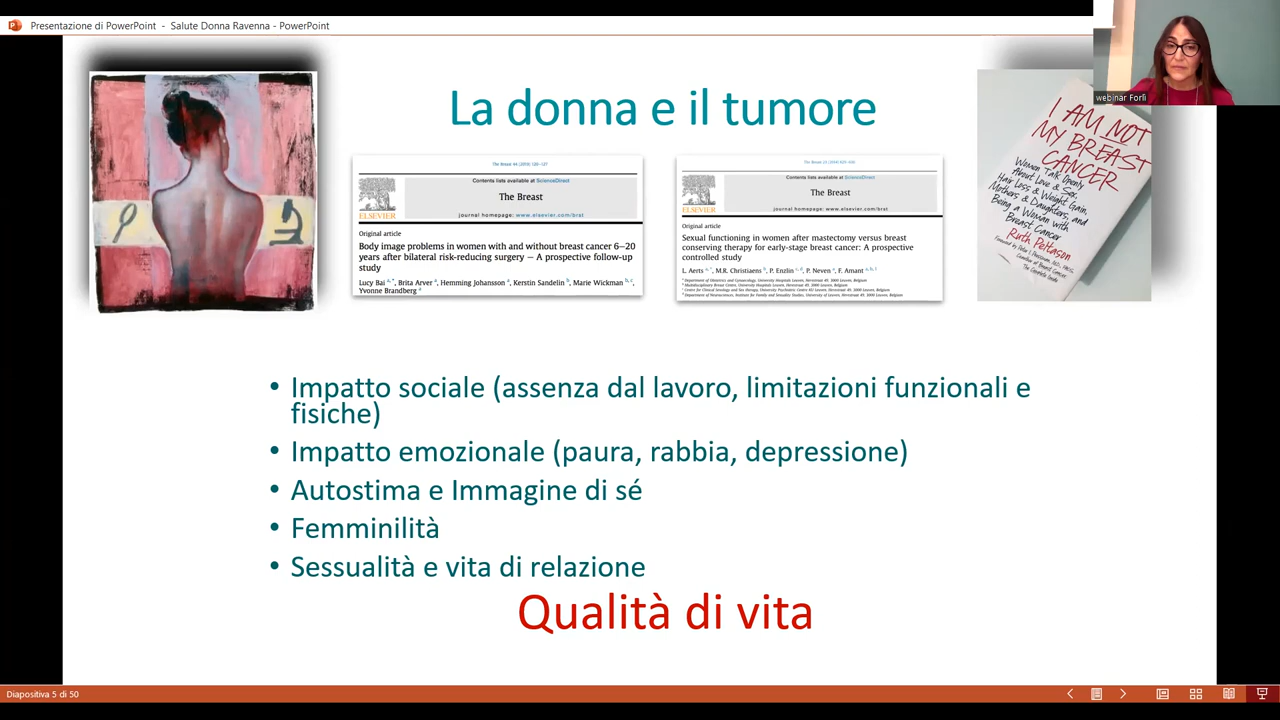 Presentazione di PowerPoint - Salute Donna Ravenna - PowerPoint
webinar Forlì
La donna e il tumore
The Breast 44 (2019) 120–127
Contents lists available at ScienceDirect
The Breast
journal homepage: www.elsevier.com/brst
ELSEVIER
Original article
Body image problems in women with and without breast cancer 6–20
years after bilateral risk-reducing surgery – A prospective follow-up
study
Lucy Bai a, *, Brita Arver a, Hemming Johansson a, Kerstin Sandelin b, Marie Wickman b, c,
Yvonne Brandberg a
Contents lists available at ScienceDirect
The Breast
journal homepage: www.elsevier.com/brst
ELSEVIER
Original article
Sexual functioning in women after mastectomy versus breast
conserving therapy for early-stage breast cancer: A prospective
controlled study
L. Aerts a, *, M.R. Christiaens b, P. Enzlin c, d, P. Neven a, F. Amant a, b, 1
I AM NOT
MY BREAST
CANCER
Women Talk Openly
About Love & Sex,
Hair Loss & Weight Gain,
Mothers & Daughters, and
Being a Woman with
Breast Cancer
Ruth Peltason
• Impatto sociale (assenza dal lavoro, limitazioni funzionali e
fisiche)
• Impatto emozionale (paura, rabbia, depressione)
• Autostima e Immagine di sé
• Femminilità
• Sessualità e vita di relazione
Qualità di vita
Diapositiva 5 di 50